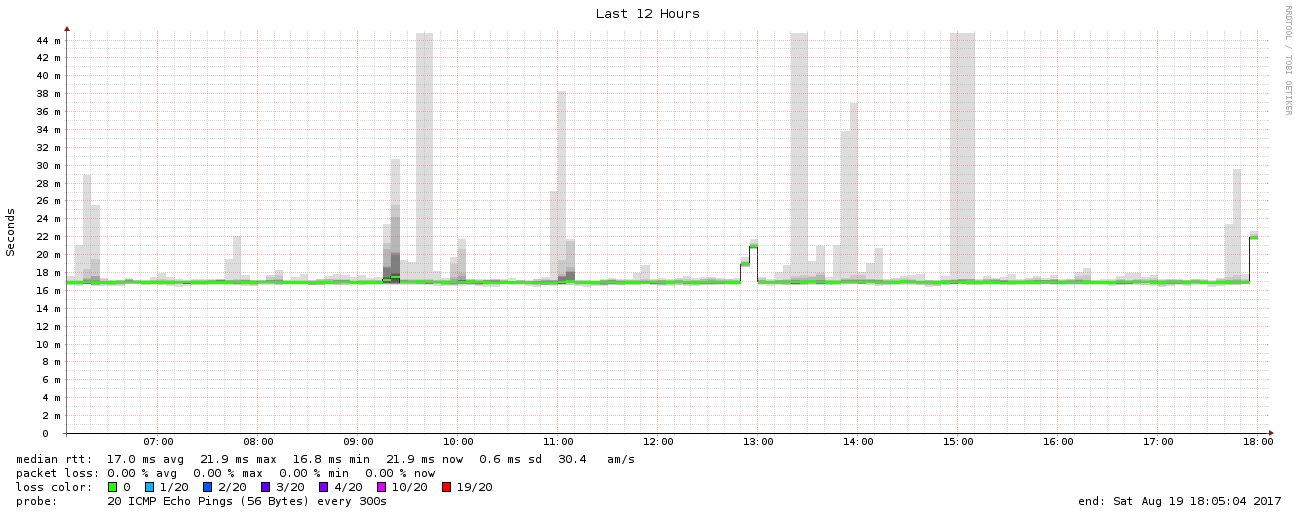 Last 12 Hours
RRDTOOL / TOBI OETIKER
Seconds
44 m
42 m
40 m
38 m
36 m
34 m
32 m
30 m
28 m
26 m
24 m
22 m
20 m
18 m
16 m
14 m
12 m
10 m
8 m
6 m
4 m
2 m
0
07:00 08:00 09:00 10:00 11:00 12:00 13:00 14:00 15:00 16:00 17:00 18:00
median rtt: 17.0 ms avg 21.9 ms max 16.8 ms min 21.9 ms now 0.6 ms sd 30.4 am/s
packet loss: 0.00 % avg 0.00 % max 0.00 % min 0.00 % now
loss color: 0 1/20 2/20 3/20 4/20 10/20 19/20
probe: 20 ICMP Echo Pings (56 Bytes) every 300s end: Sat Aug 19 18:05:04 2017